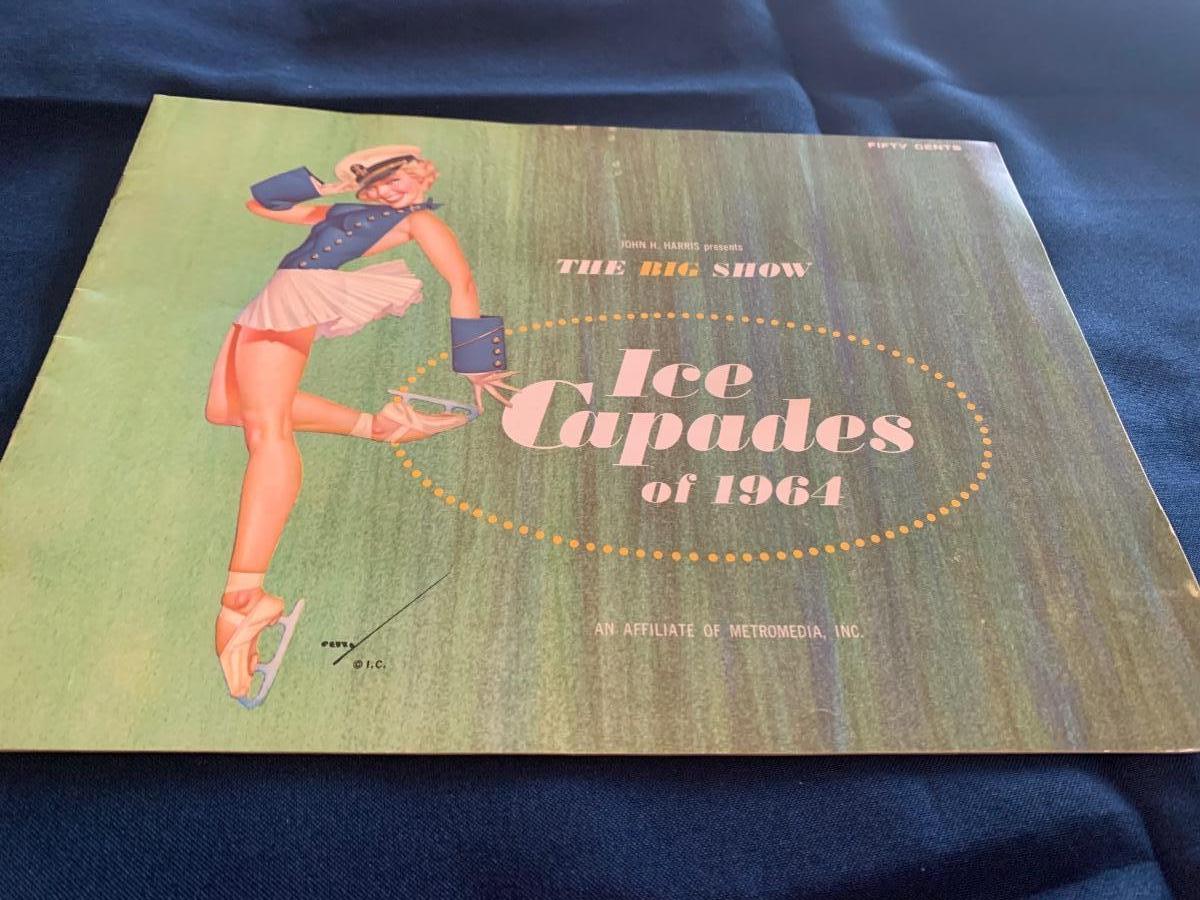 FIFTY CENTS
JOHN H. HARRIS presents
THE BIG SHOW
Ice
Capades
of 1964
AN AFFILIATE OF METROMEDIA, INC.
© I.C.